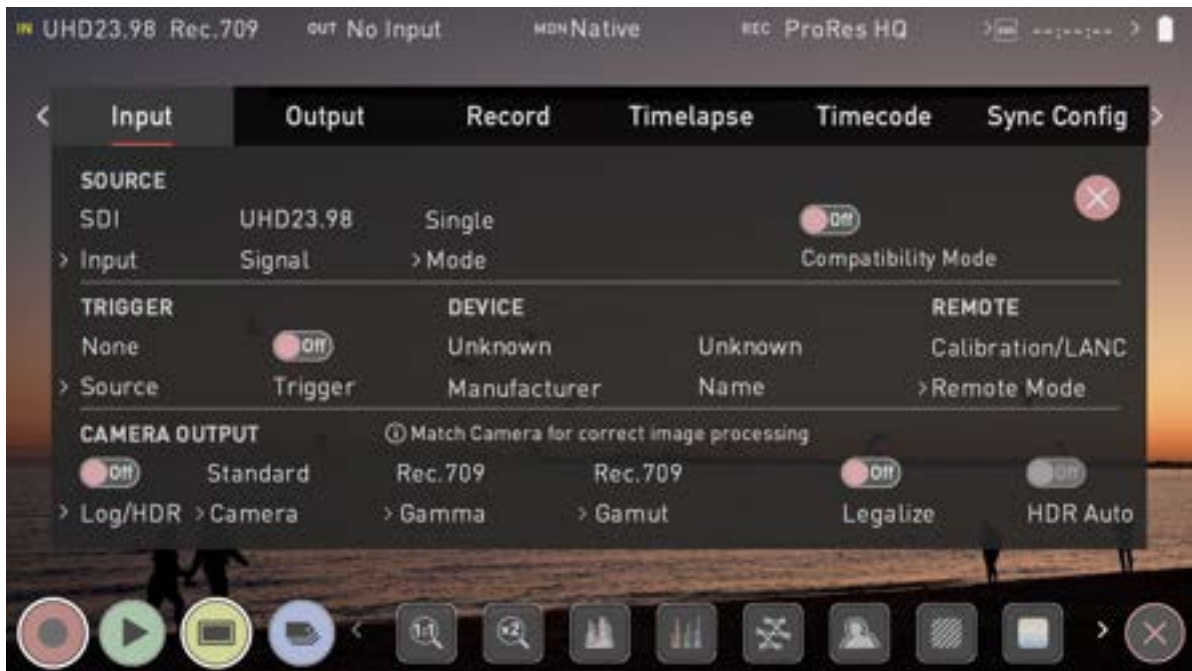 IN UHD23.98 Rec.709 OUT No Input MON Native REC ProRes HQ --:--:--
Input Output Record Timelapse Timecode Sync Config
SOURCE
SDI UHD23.98 Single Off
Input Signal Mode Compatibility Mode
TRIGGER DEVICE REMOTE
None Off Unknown Unknown Calibration/LANC
Source Trigger Manufacturer Name Remote Mode
CAMERA OUTPUT Match Camera for correct image processing
Off Standard Rec.709 Rec.709 Off Off
Log/HDR Camera Gamma Gamut Legalize HDR Auto
1:1 x2